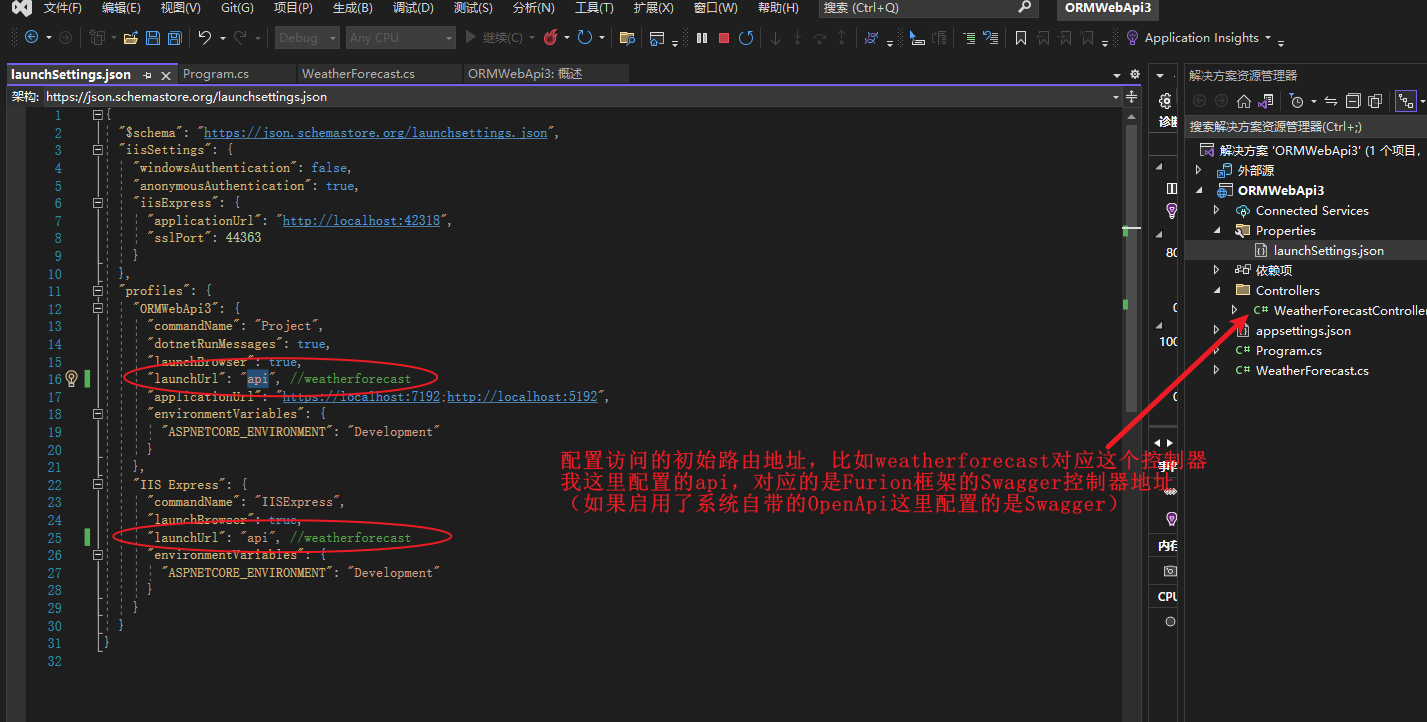 文件(F) 编辑(E) 视图(V) Git(G) 项目(P) 生成(B) 调试(D) 测试(S) 分析(N) 工具(T) 扩展(X) 窗口(W) 帮助(H) 搜索 (Ctrl+Q) ORMWebApi3
Debug Any CPU 继续(C) Application Insights
launchSettings.json Program.cs WeatherForecast.cs ORMWebApi3: 概述
架构: https://json.schemastore.org/launchsettings.json
1 {
2 "$schema": "https://json.schemastore.org/launchsettings.json",
3 "iisSettings": {
4 "windowsAuthentication": false,
5 "anonymousAuthentication": true,
6 "iisExpress": {
7 "applicationUrl": "http://localhost:42318",
8 "sslPort": 44363
9 }
10 },
11 "profiles": {
12 "ORMWebApi3": {
13 "commandName": "Project",
14 "dotnetRunMessages": true,
15 "launchBrowser": true,
16 "launchUrl": "api", //weatherforecast
17 "applicationUrl": "https://localhost:7192;http://localhost:5192",
18 "environmentVariables": {
19 "ASPNETCORE_ENVIRONMENT": "Development"
20 }
21 },
22 "IIS Express": {
23 "commandName": "IISExpress",
24 "launchBrowser": true,
25 "launchUrl": "api", //weatherforecast
26 "environmentVariables": {
27 "ASPNETCORE_ENVIRONMENT": "Development"
28 }
29 }
30 }
31 }
32
配置访问的初始路由地址，比如weatherforecast对应这个控制器
我这里配置的api，对应的是Furion框架的Swagger控制器地址
（如果启用了系统自带的OpenApi这里配置的是Swagger）
80
0
100
0
内存
CPU
解决方案资源管理器
搜索解决方案资源管理器(Ctrl+;)
解决方案 'ORMWebApi3' (1 个项目,
外部源
ORMWebApi3
Connected Services
Properties
launchSettings.json
依赖项
Controllers
C# WeatherForecastController
appsettings.json
C# Program.cs
C# WeatherForecast.cs